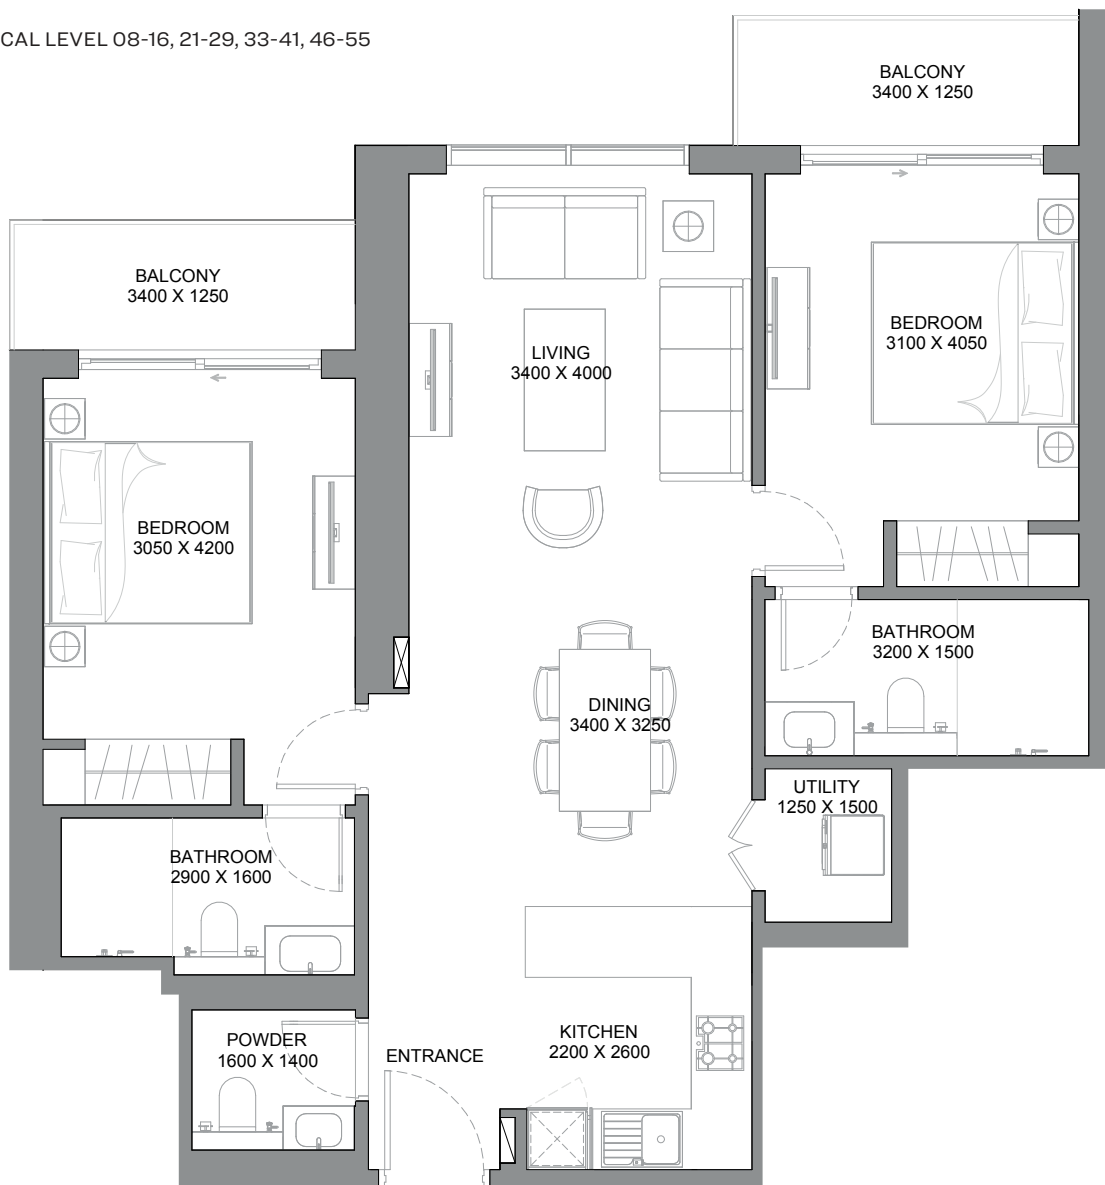 CAL LEVEL 08-16, 21-29, 33-41, 46-55
BALCONY
3400 X 1250
BALCONY
3400 X 1250
LIVING
3400 X 4000
BEDROOM
3100 X 4050
BEDROOM
3050 X 4200
BATHROOM
3200 X 1500
DINING
3400 X 3250
UTILITY
1250 X 1500
BATHROOM
2900 X 1600
KITCHEN
2200 X 2600
POWDER
1600 X 1400
ENTRANCE